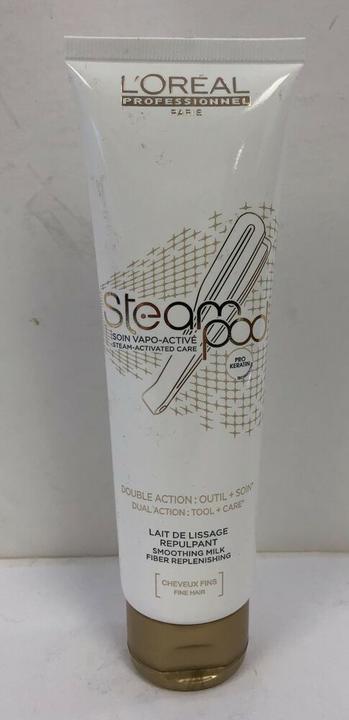 L'ORÉAL
PROFESSIONNEL
PARIS
Steam
pod
SOIN VAPO-ACTIVÉ
STEAM-ACTIVATED CARE
PRO
KERATIN
DOUBLE ACTION : OUTIL + SOIN*
DUAL ACTION : TOOL + CARE*
LAIT DE LISSAGE
REPULPANT
SMOOTHING MILK
FIBER REPLENISHING
[ CHEVEUX FINS
FINE HAIR ]